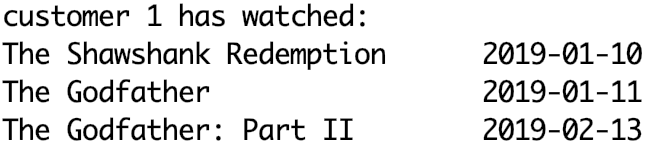 customer 1 has watched:
The Shawshank Redemption      2019-01-10
The Godfather                 2019-01-11
The Godfather: Part II        2019-02-13